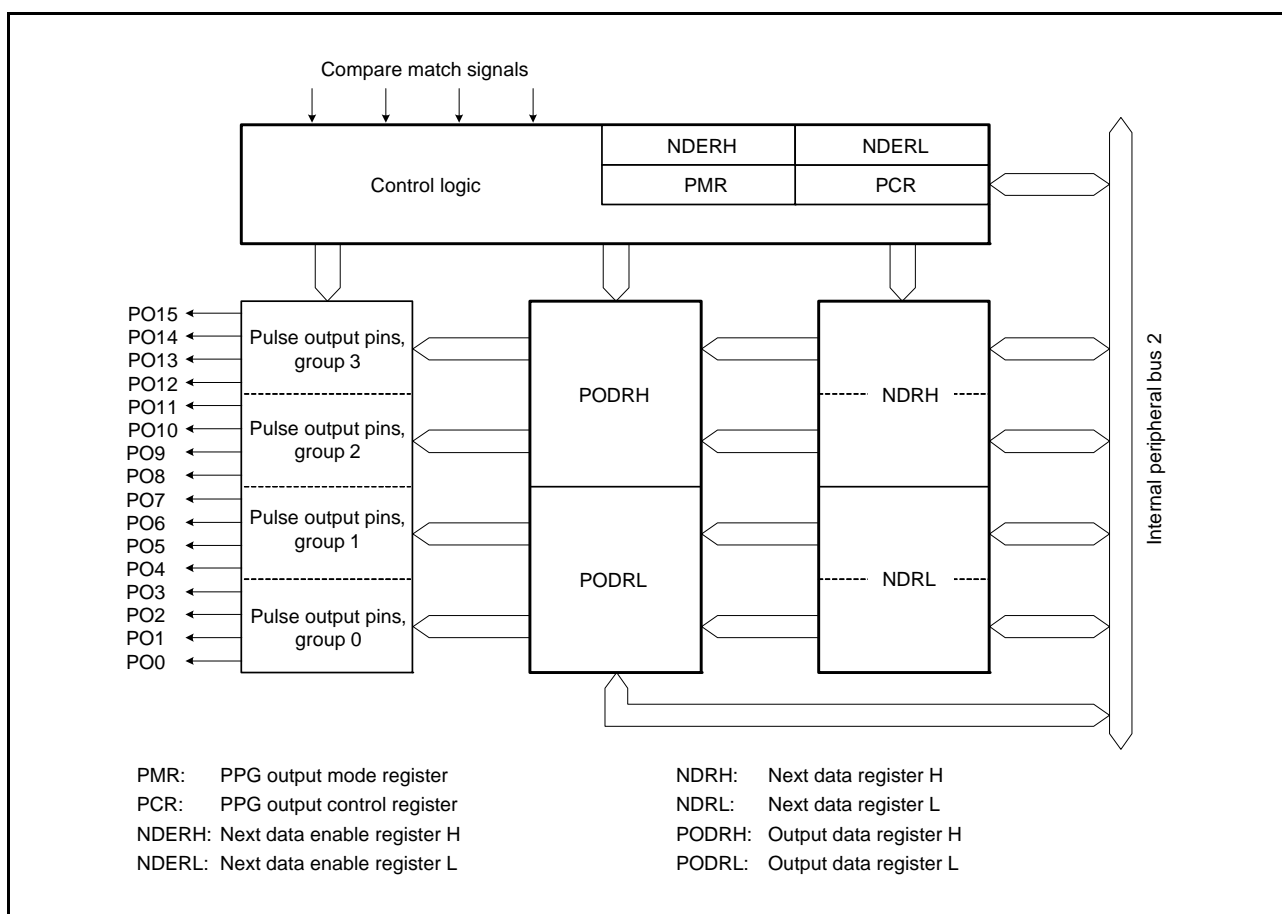 Compare match signals
NDERH
NDERL
Control logic
PMR
PCR
PO15
PO14
PO13
PO12
PO11
PO10
PO9
PO8
PO7
PO6
PO5
PO4
PO3
PO2
PO1
PO0
Pulse output pins,
group 3
Pulse output pins,
group 2
Pulse output pins,
group 1
Pulse output pins,
group 0
PODRH
PODRL
NDRH
NDRL
Internal peripheral bus 2
PMR: PPG output mode register
PCR: PPG output control register
NDERH: Next data enable register H
NDERL: Next data enable register L
NDRH: Next data register H
NDRL: Next data register L
PODRH: Output data register H
PODRL: Output data register L